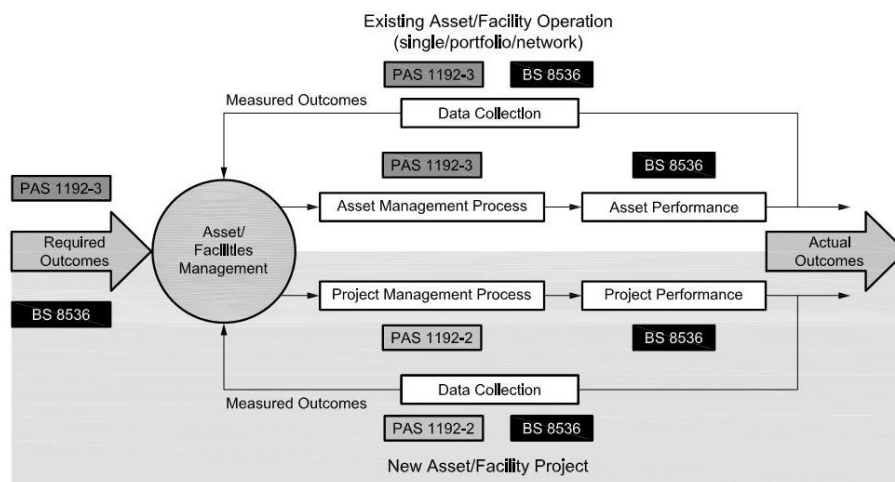 Existing Asset/Facility Operation
(single/portfolio/network)
PAS 1192-3
BS 8536
Measured Outcomes
Data Collection
PAS 1192-3
BS 8536
PAS 1192-3
Asset Management Process
Asset Performance
Required
Outcomes
Asset/
Facilities
Management
Actual
Outcomes
Project Management Process
Project Performance
BS 8536
PAS 1192-2
BS 8536
Measured Outcomes
Data Collection
PAS 1192-2
BS 8536
New Asset/Facility Project